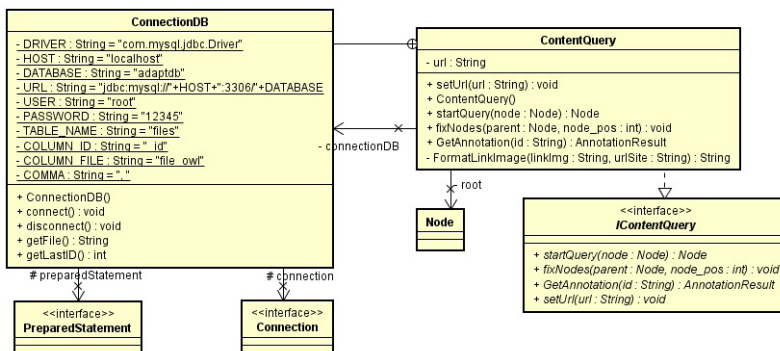 ConnectionDB
- DRIVER : String = "com.mysql.jdbc.Driver"
- HOST : String = "localhost"
- DATABASE : String = "adaptdb"
- URL : String = "jdbc:mysql://"+HOST+":3306/"+DATABASE
- USER : String = "root"
- PASSWORD : String = "12345"
- TABLE_NAME : String = "files"
- COLUMN_ID : String = "_id"
- COLUMN_FILE : String = "file_owl"
- COMMA : String = ", "
+ ConnectionDB()
+ connect() : void
+ disconnect() : void
+ getFile() : String
+ getLastID() : int
ContentQuery
- url : String
+ setUrl(url : String) : void
+ ContentQuery()
+ startQuery(node : Node) : Node
+ fixNodes(parent : Node, node_pos : int) : void
+ GetAnnotation(id : String) : AnnotationResult
- FormatLinkImage(linkImg : String, urlSite : String) : String
- connectionDB
- root
Node
<<interface>>
IContentQuery
+ startQuery(node : Node) : Node
+ fixNodes(parent : Node, node_pos : int) : void
+ GetAnnotation(id : String) : AnnotationResult
+ setUrl(url : String) : void
# preparedStatement
# connection
<<interface>>
PreparedStatement
<<interface>>
Connection